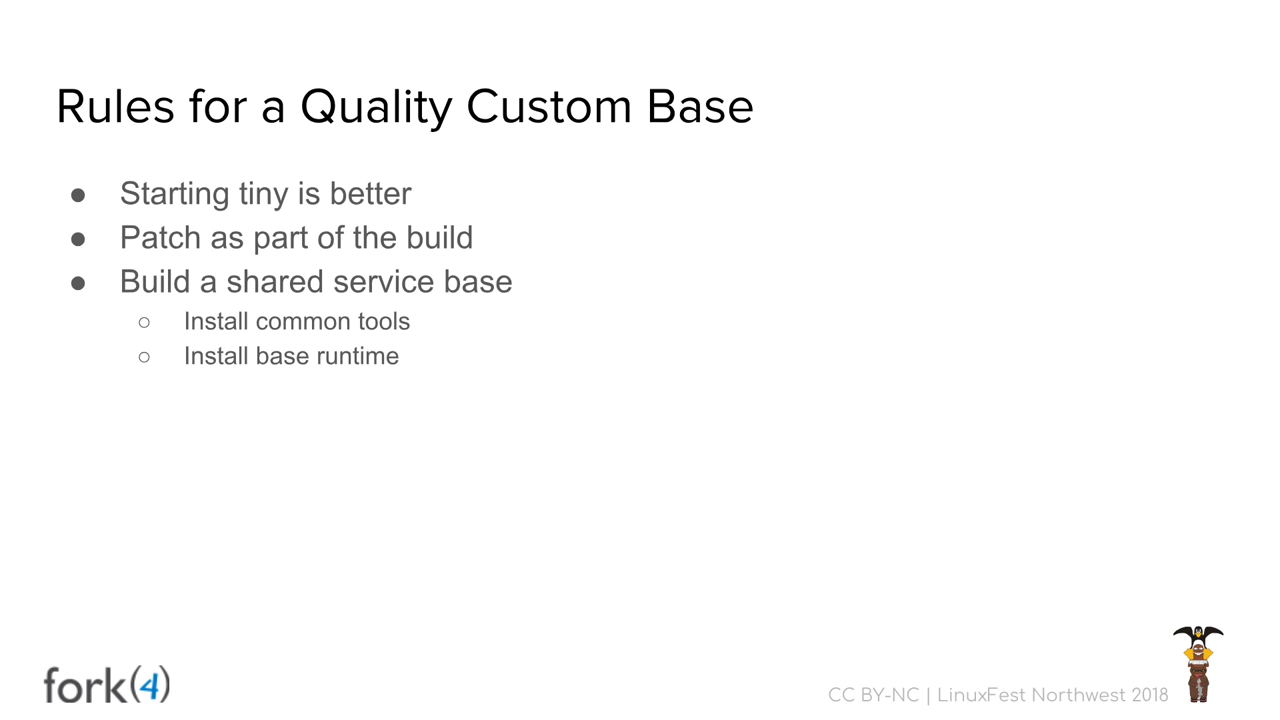 Rules for a Quality Custom Base
● Starting tiny is better
● Patch as part of the build
● Build a shared service base
○ Install common tools
○ Install base runtime
fork(4)
CC BY-NC | LinuxFest Northwest 2018